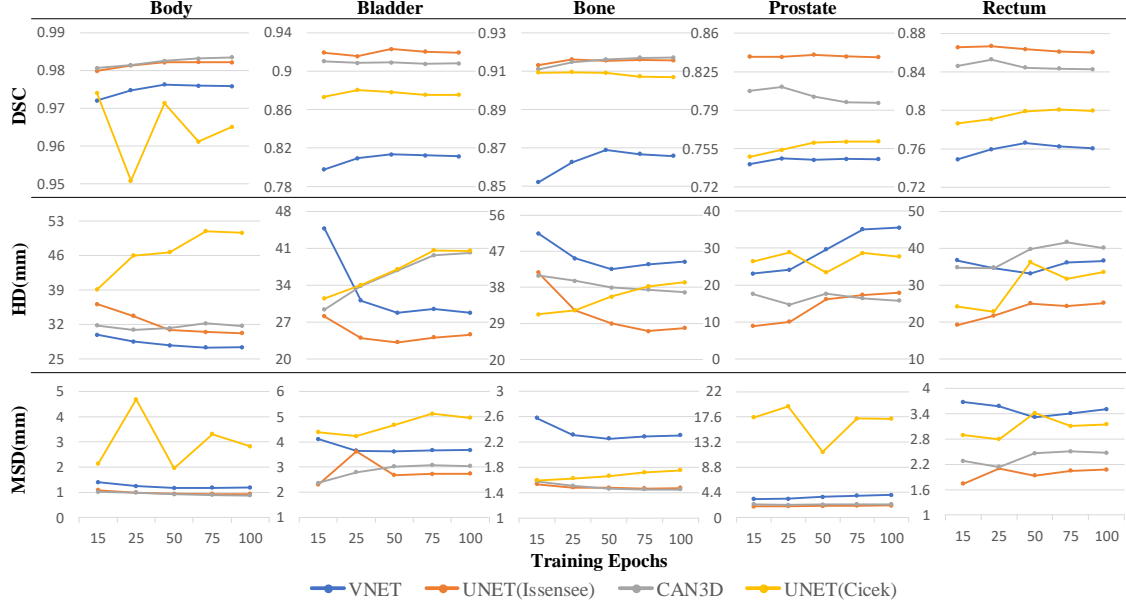 Body Bladder Bone Prostate Rectum
DSC
0.99 0.98 0.97 0.96 0.95
0.94 0.9 0.86 0.82 0.78
0.93 0.91 0.89 0.87 0.85
0.86 0.825 0.79 0.755 0.72
0.88 0.84 0.8 0.76 0.72
HD(mm)
53 46 39 32 25
48 41 34 27 20
56 47 38 29 20
40 30 20 10 0
50 40 30 20 10
MSD(mm)
5 4 3 2 1 0
6 5 4 3 2 1
3 2.6 2.2 1.8 1.4 1
22 17.6 13.2 8.8 4.4 0
4 3.4 2.8 2.2 1.6 1
15 25 50 75 100
15 25 50 75 100
15 25 50 75 100
15 25 50 75 100
15 25 50 75 100
Training Epochs
VNET UNET(Issensee) CAN3D UNET(Cicek)